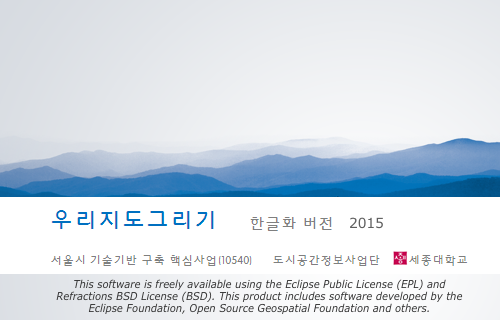 우리지도그리기 한글화 버전 2015
서울시 기술기반 구축 핵심사업(10540) 도시공간정보사업단 세종대학교
This software is freely available using the Eclipse Public License (EPL) and
Refractions BSD License (BSD). This product includes software developed by the
Eclipse Foundation, Open Source Geospatial Foundation and others.